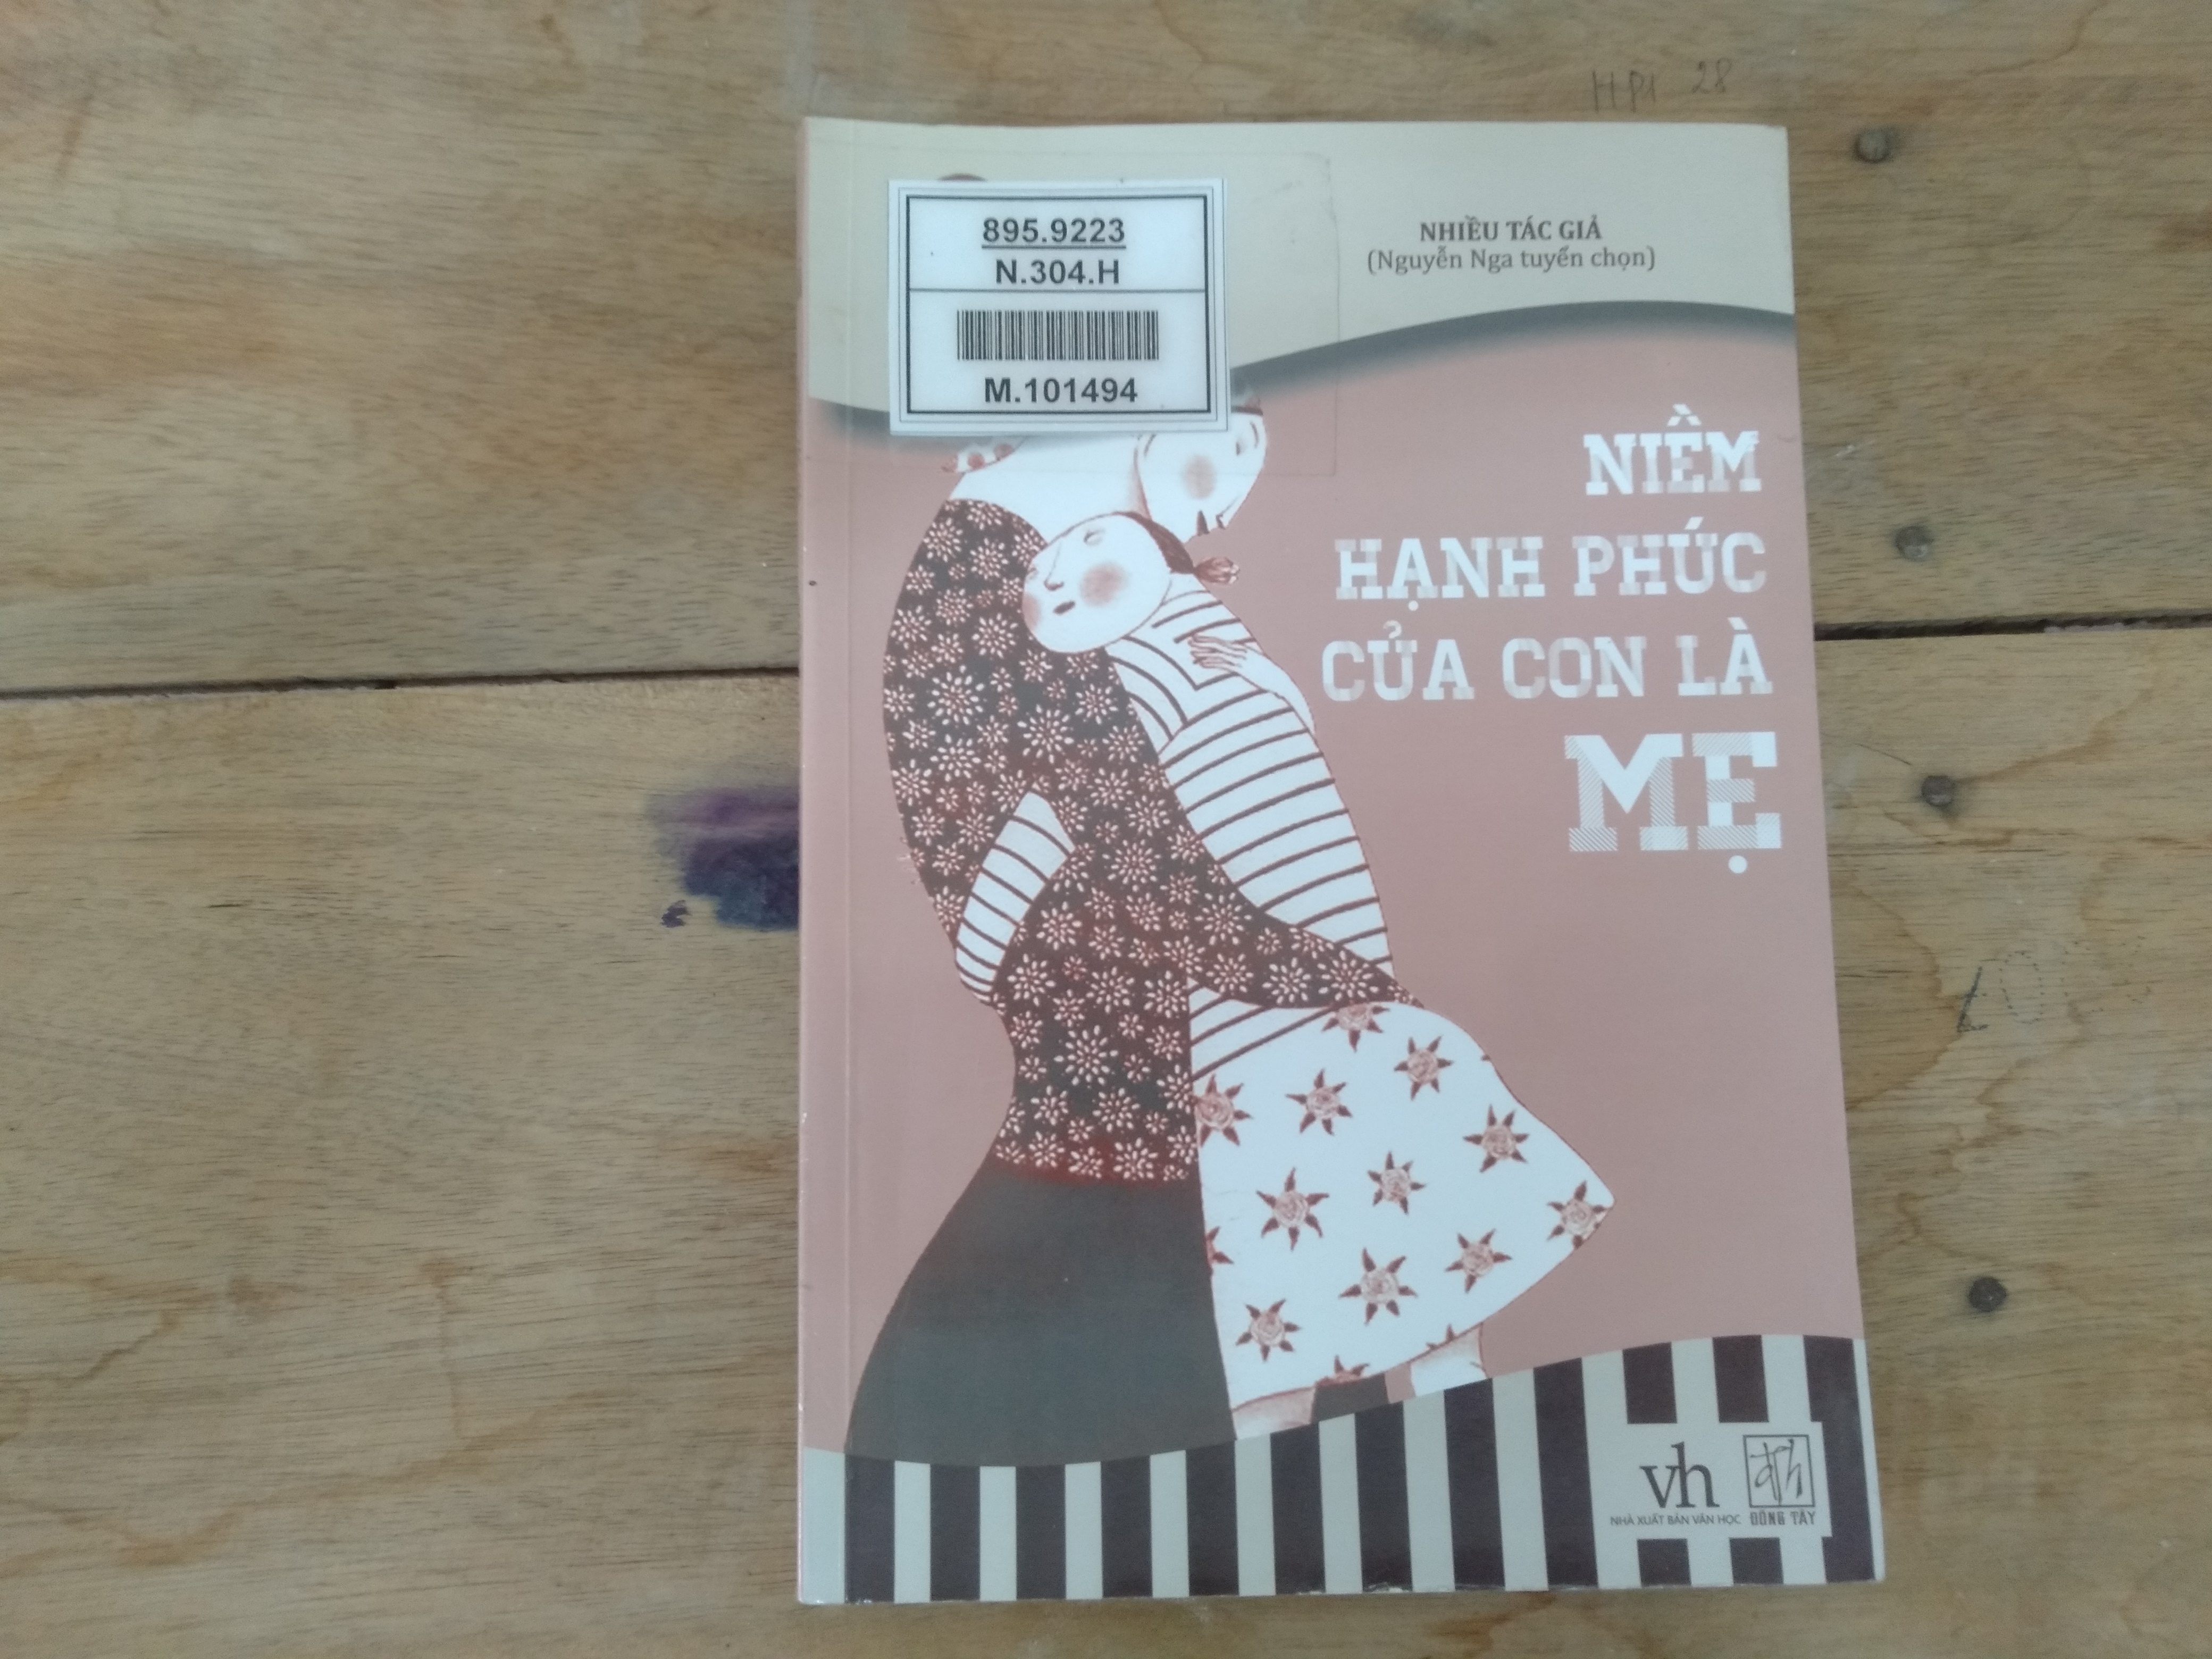 HP1 28
895.9223
N.304.H
M.101494
NHIỀU TÁC GIẢ
(Nguyễn Nga tuyển chọn)
NIỀM
HẠNH PHÚC
CỦA CON LÀ
MẸ
vh
NHÀ XUẤT BẢN VĂN HỌC
đth
ĐÔNG TÂY